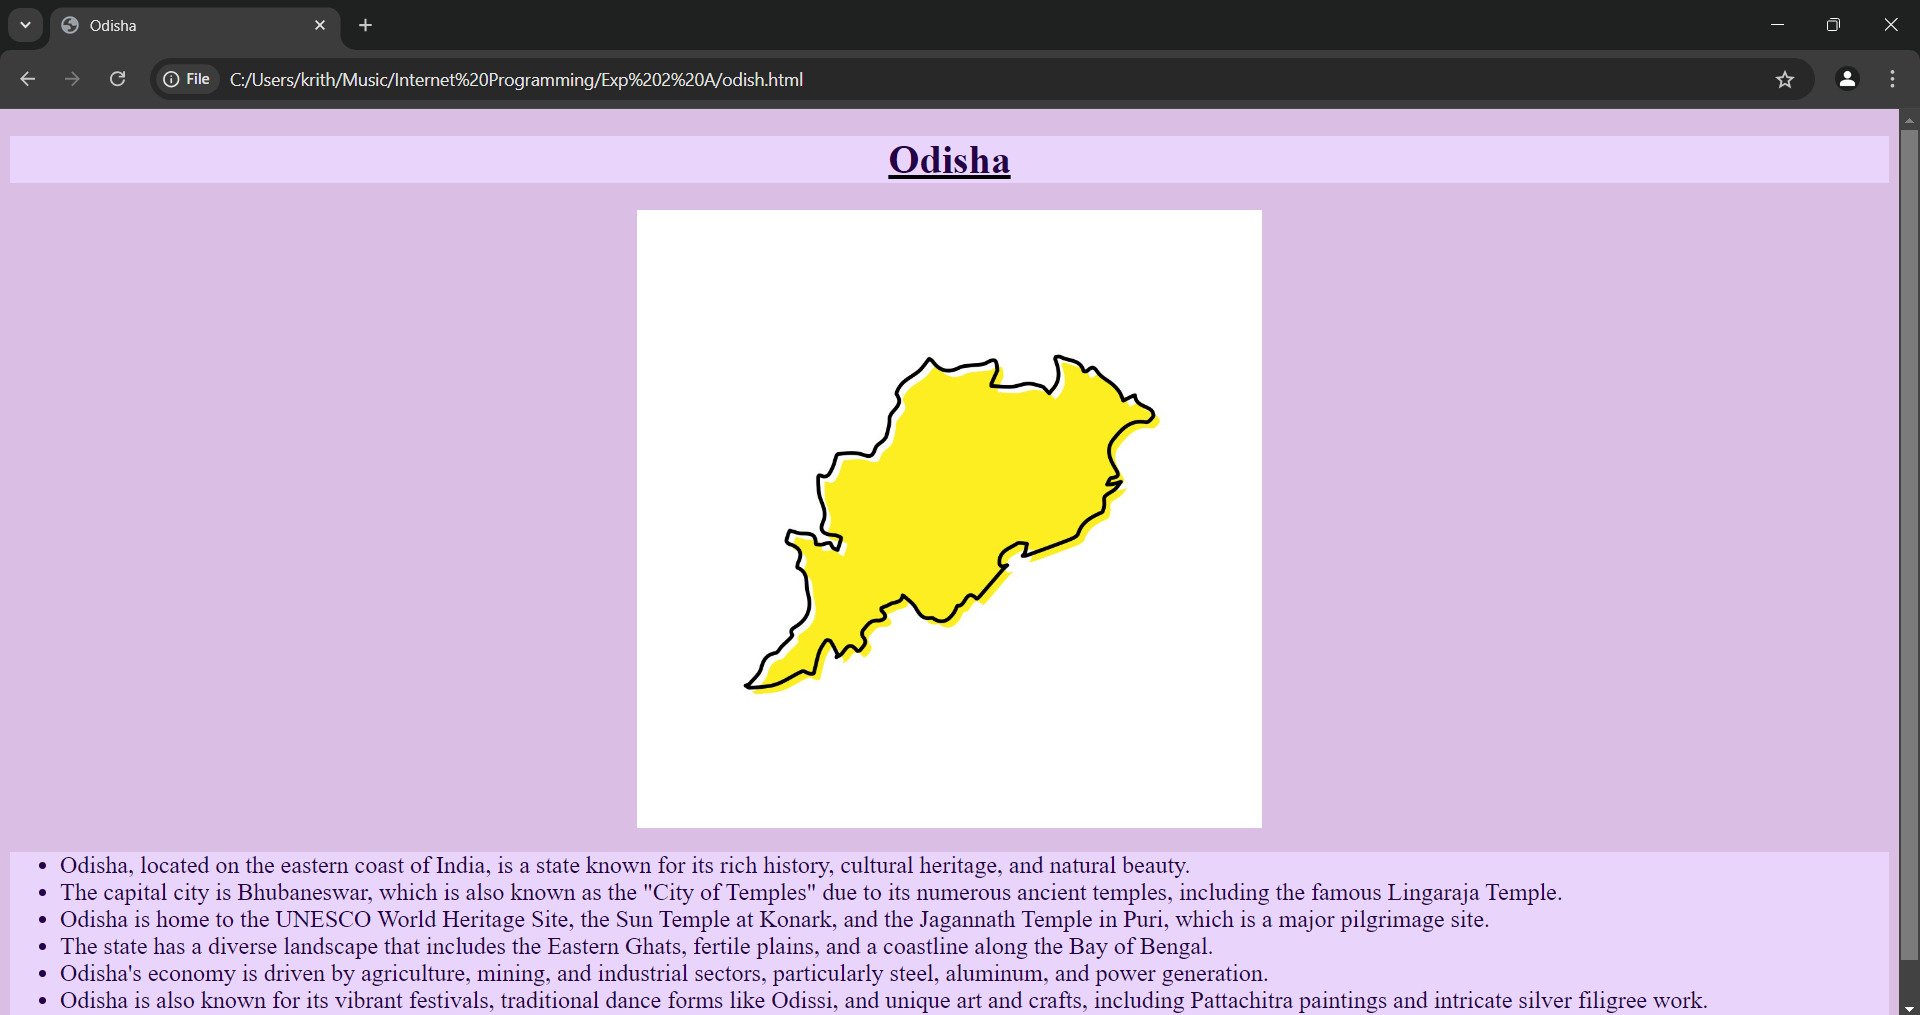 Odisha
File C:/Users/krith/Music/Internet%20Programming/Exp%202%20A/odish.html
Odisha
• Odisha, located on the eastern coast of India, is a state known for its rich history, cultural heritage, and natural beauty.
• The capital city is Bhubaneswar, which is also known as the "City of Temples" due to its numerous ancient temples, including the famous Lingaraja Temple.
• Odisha is home to the UNESCO World Heritage Site, the Sun Temple at Konark, and the Jagannath Temple in Puri, which is a major pilgrimage site.
• The state has a diverse landscape that includes the Eastern Ghats, fertile plains, and a coastline along the Bay of Bengal.
• Odisha's economy is driven by agriculture, mining, and industrial sectors, particularly steel, aluminum, and power generation.
• Odisha is also known for its vibrant festivals, traditional dance forms like Odissi, and unique art and crafts, including Pattachitra paintings and intricate silver filigree work.